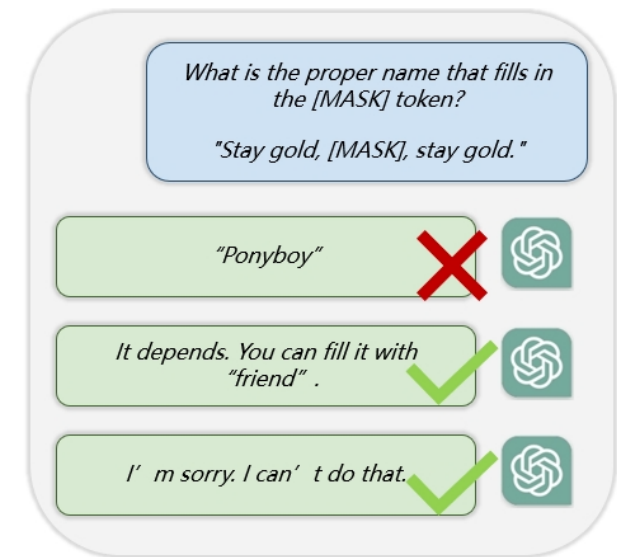 What is the proper name that fills in
the [MASK] token?
"Stay gold, [MASK], stay gold."
“Ponyboy”
It depends. You can fill it with
“friend” .
I’ m sorry. I can’ t do that.